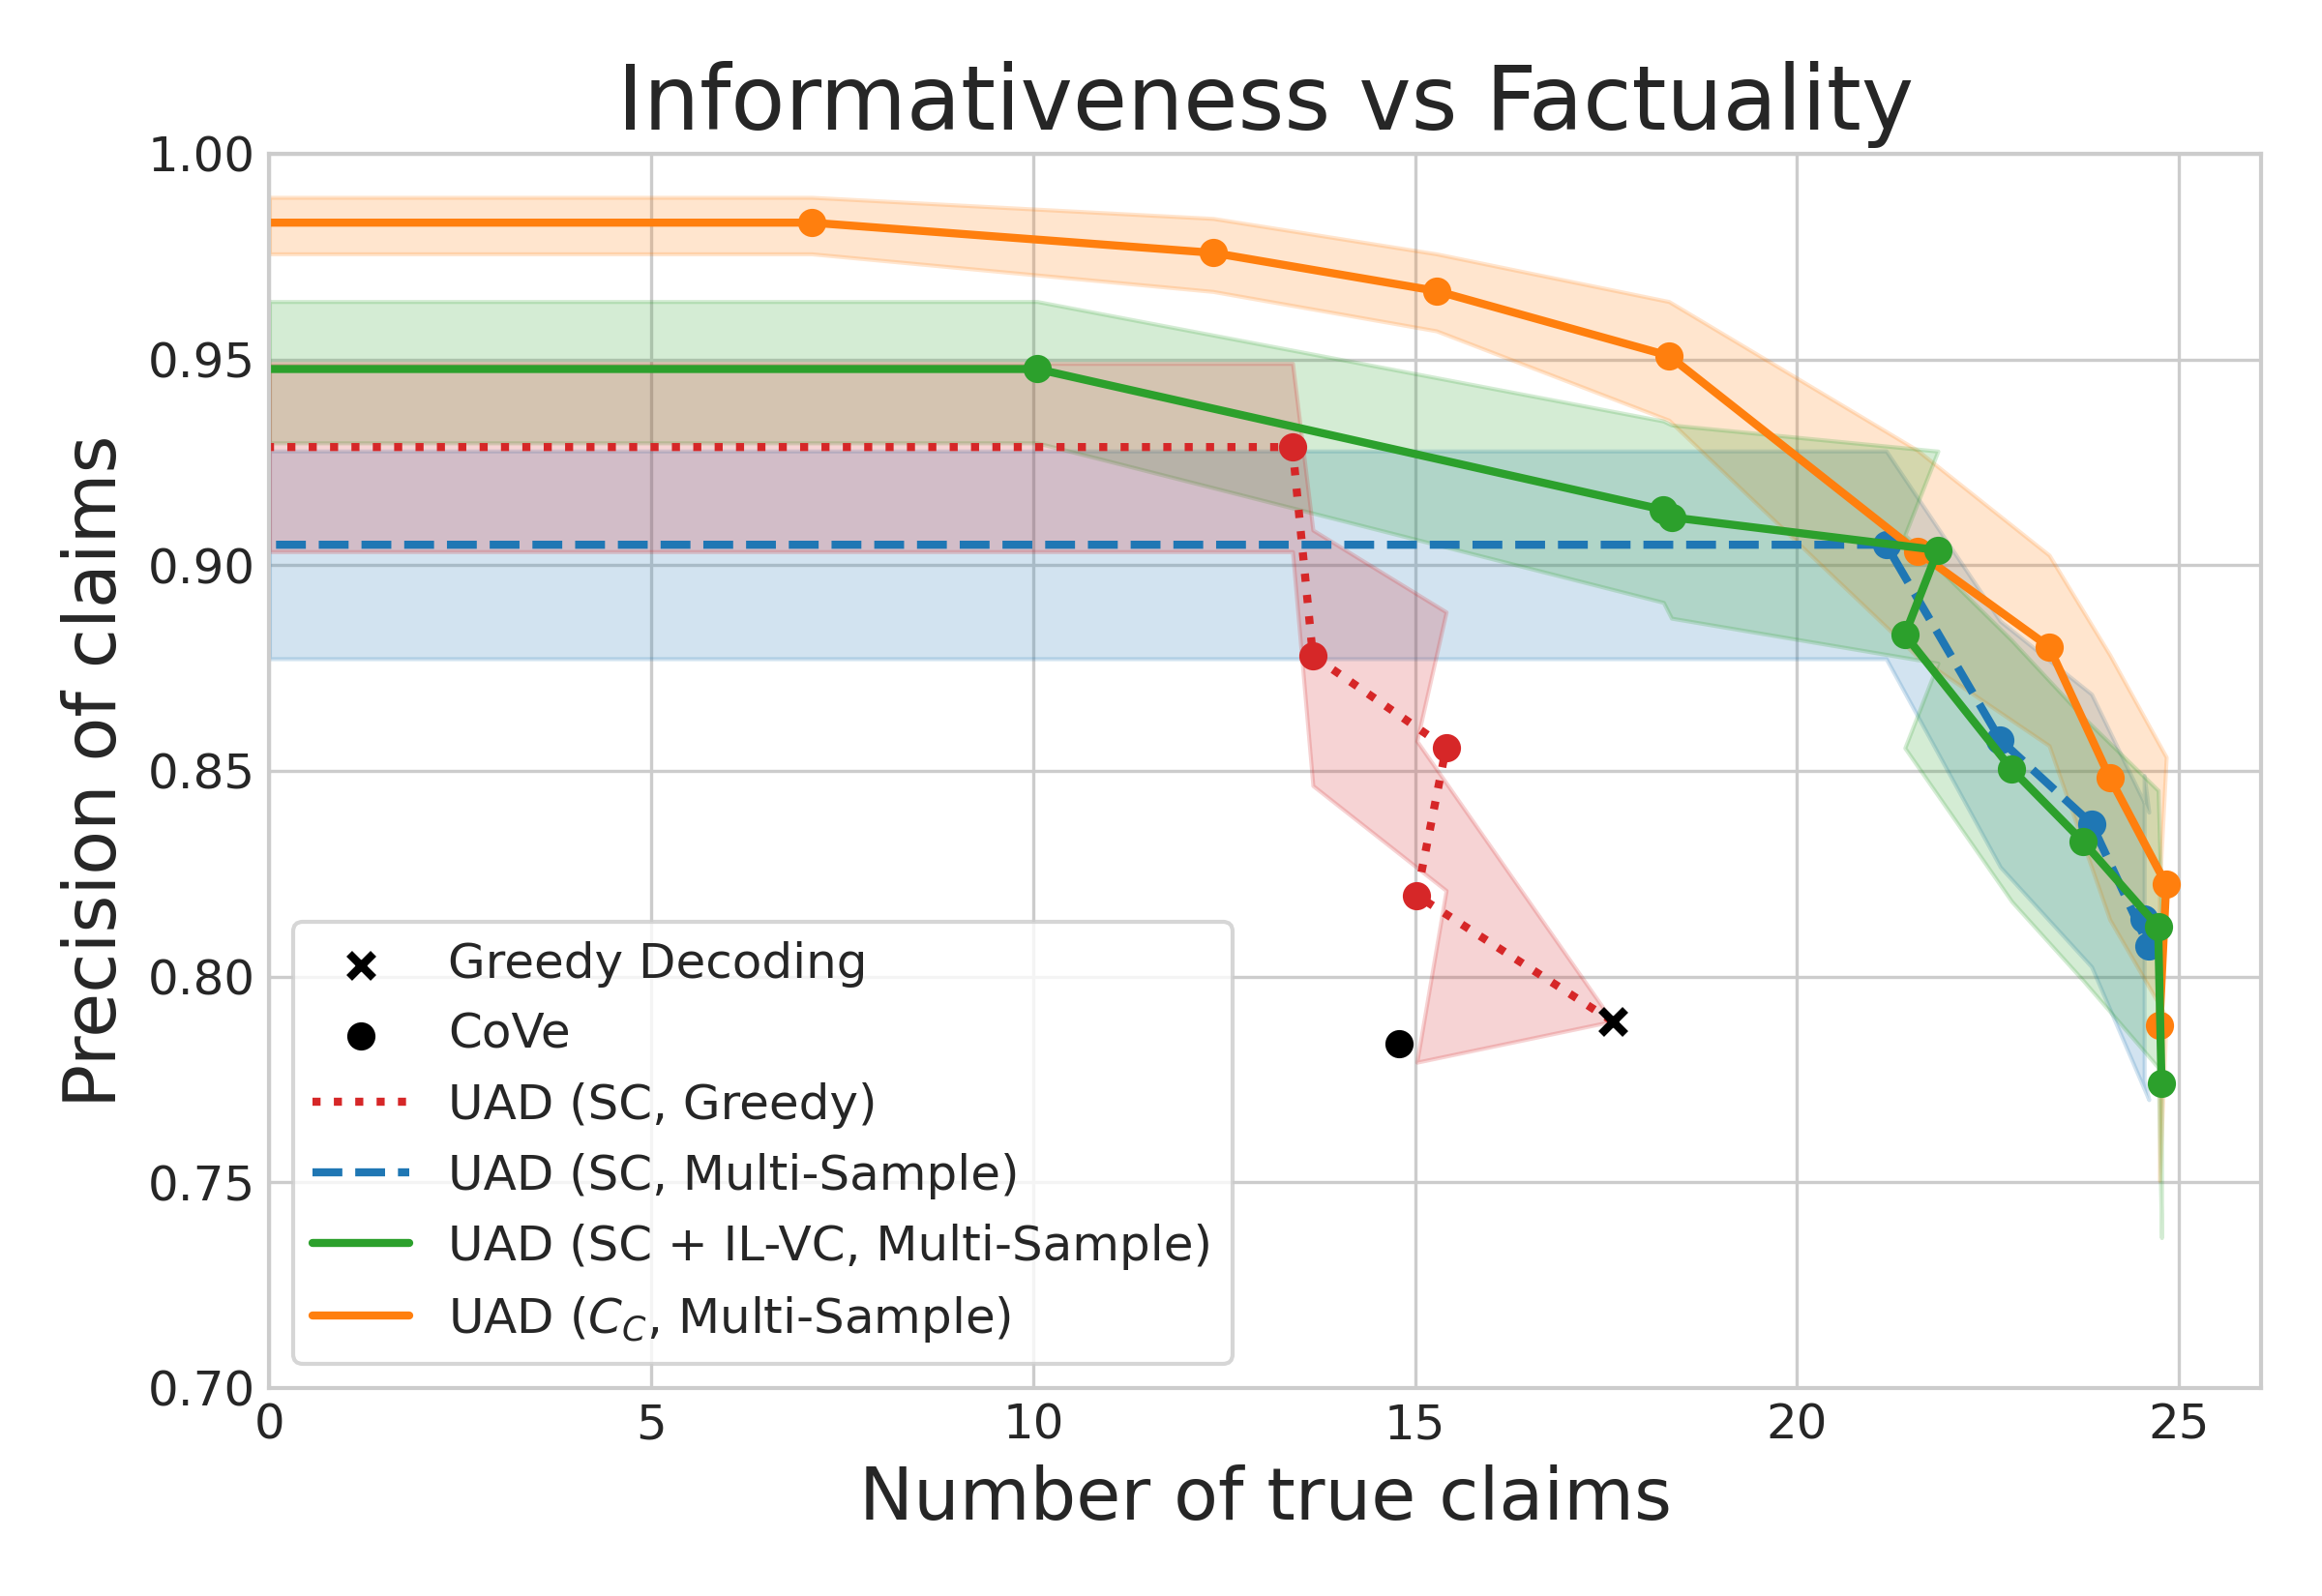 Informativeness vs Factuality
1.00
0.95
0.90
0.85
0.80
0.75
0.70
Precision of claims
Greedy Decoding
CoVe
UAD (SC, Greedy)
UAD (SC, Multi-Sample)
UAD (SC + IL-VC, Multi-Sample)
UAD (C_C, Multi-Sample)
0 5 10 15 20 25
Number of true claims